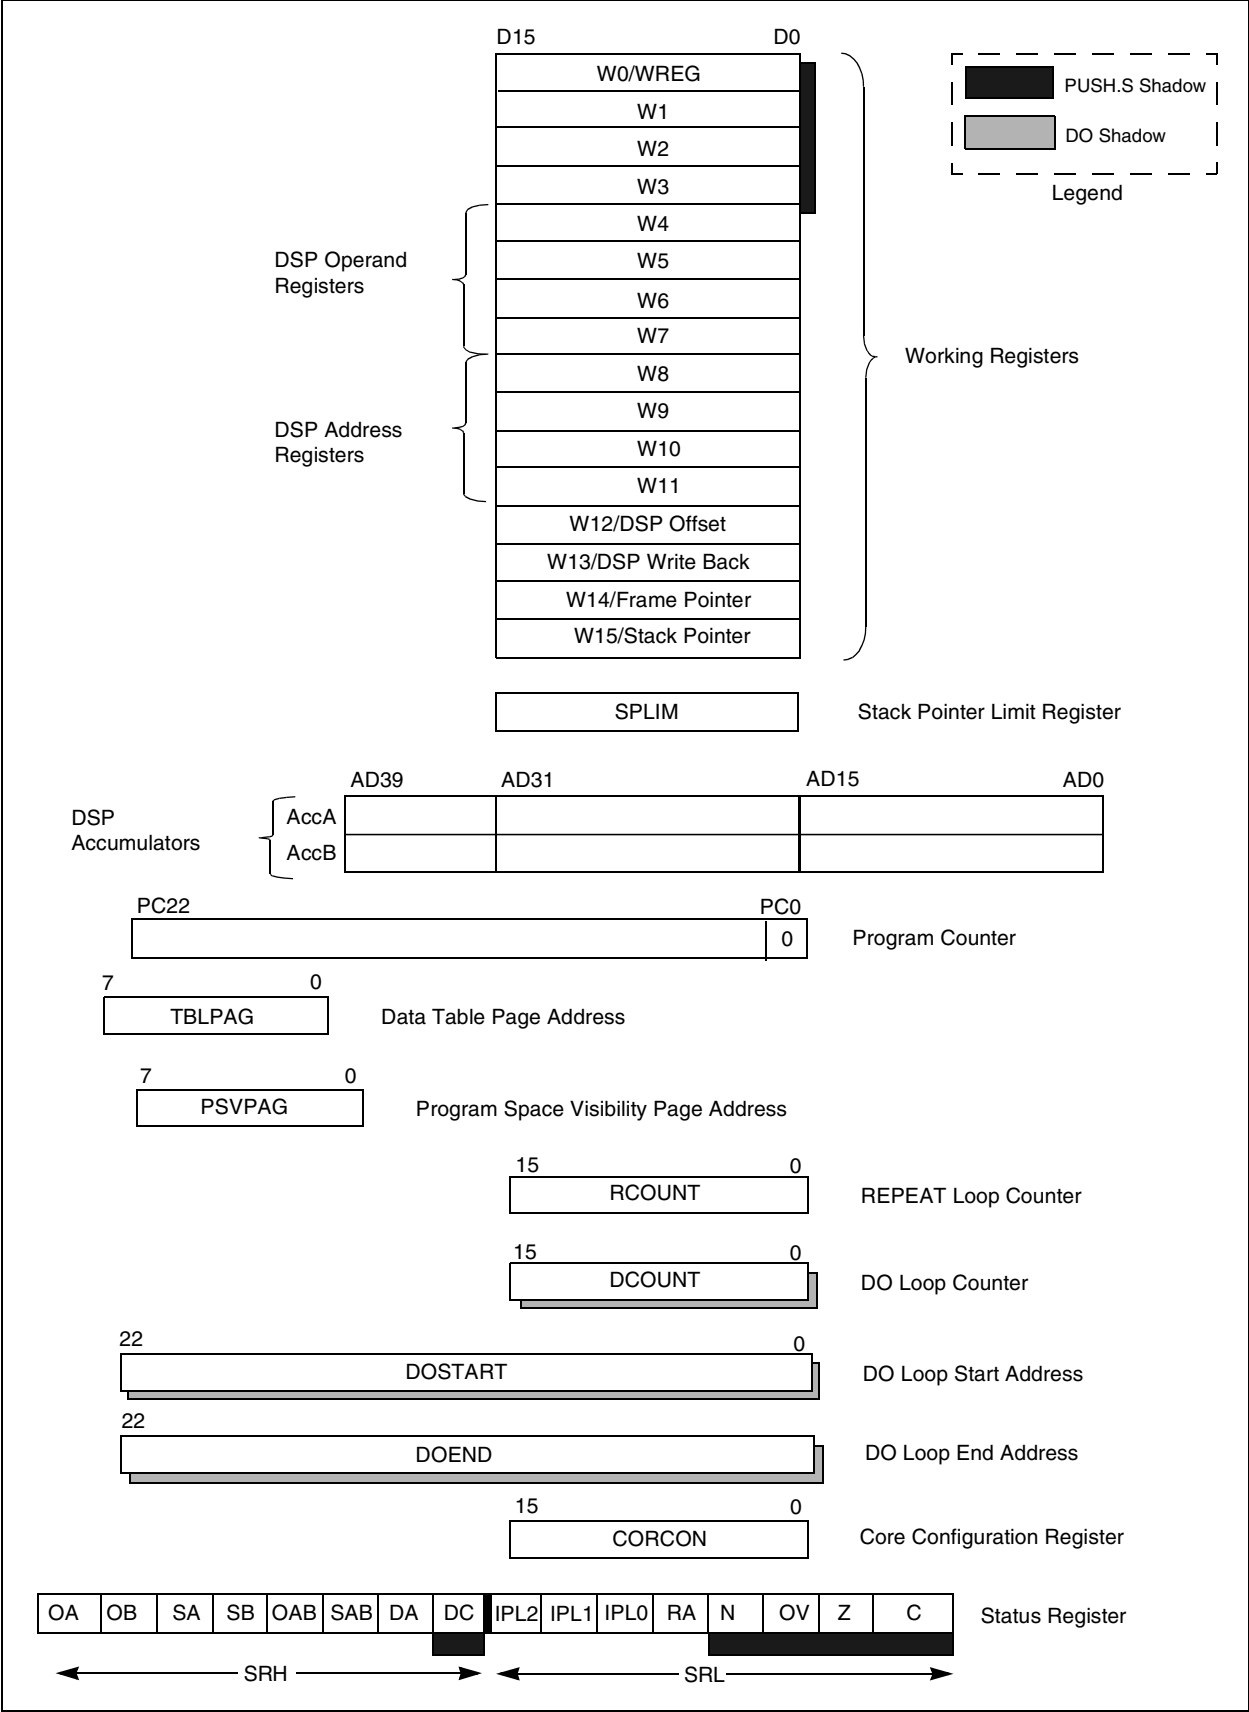 D15 D0
W0/WREG
PUSH.S Shadow
W1
DO Shadow
W2
W3
Legend
W4
DSP Operand
Registers
W5
W6
W7
Working Registers
W8
W9
DSP Address
Registers
W10
W11
W12/DSP Offset
W13/DSP Write Back
W14/Frame Pointer
W15/Stack Pointer
SPLIM Stack Pointer Limit Register
AD39 AD31 AD15 AD0
DSP
Accumulators
AccA
AccB
PC22 PC0
0 Program Counter
7 0
TBLPAG Data Table Page Address
7 0
PSVPAG Program Space Visibility Page Address
15 0
RCOUNT REPEAT Loop Counter
15 0
DCOUNT DO Loop Counter
22 0
DOSTART DO Loop Start Address
22
DOEND DO Loop End Address
15 0
CORCON Core Configuration Register
OA OB SA SB OAB SAB DA DC IPL2 IPL1 IPL0 RA N OV Z C Status Register
SRH SRL